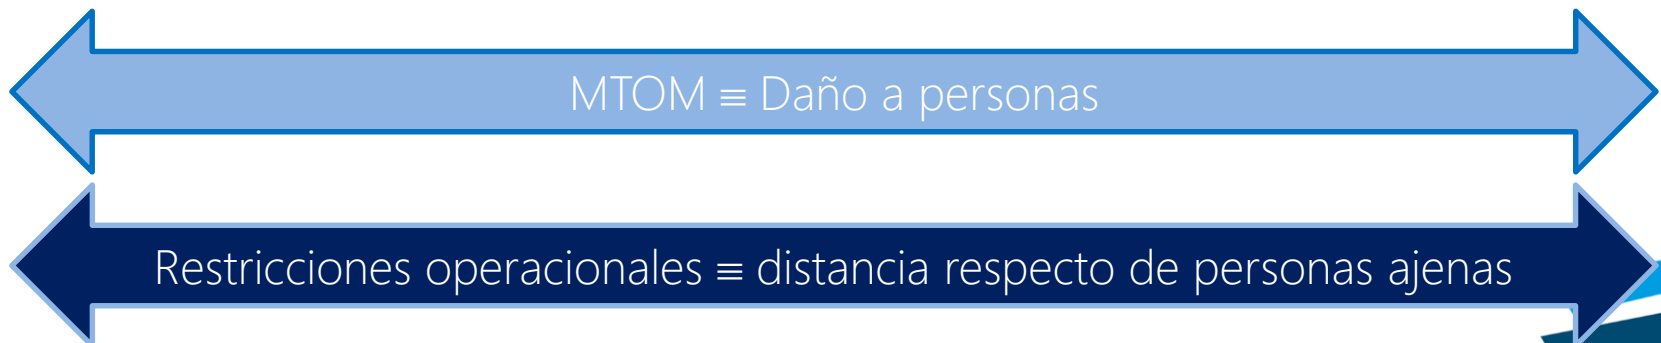 MTOM ≡ Daño a personas
Restricciones operacionales ≡ distancia respecto de personas ajenas